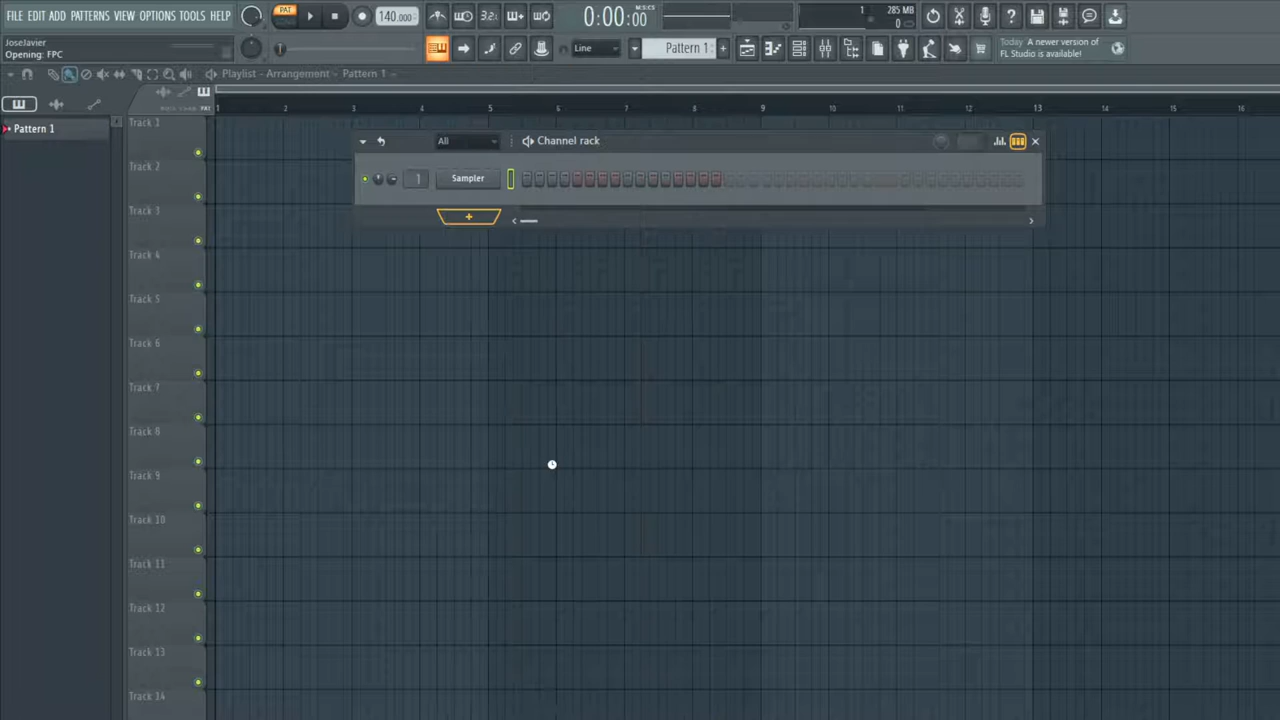 FILE EDIT ADD PATTERNS VIEW OPTIONS TOOLS HELP
PAT
140.000
3.2.
0:00:00
M:S:CS
1
285 MB
0
JoseJavier
Opening: FPC
Line
Pattern 1
Today A newer version of
FL Studio is available!
Playlist - Arrangement - Pattern 1
1 2 3 4 5 6 7 8 9 10 11 12 13 14 15 16
Pattern 1
Track 1
Track 2
Track 3
Track 4
Track 5
Track 6
Track 7
Track 8
Track 9
Track 10
Track 11
Track 12
Track 13
Track 14
All
Channel rack
1
Sampler
+